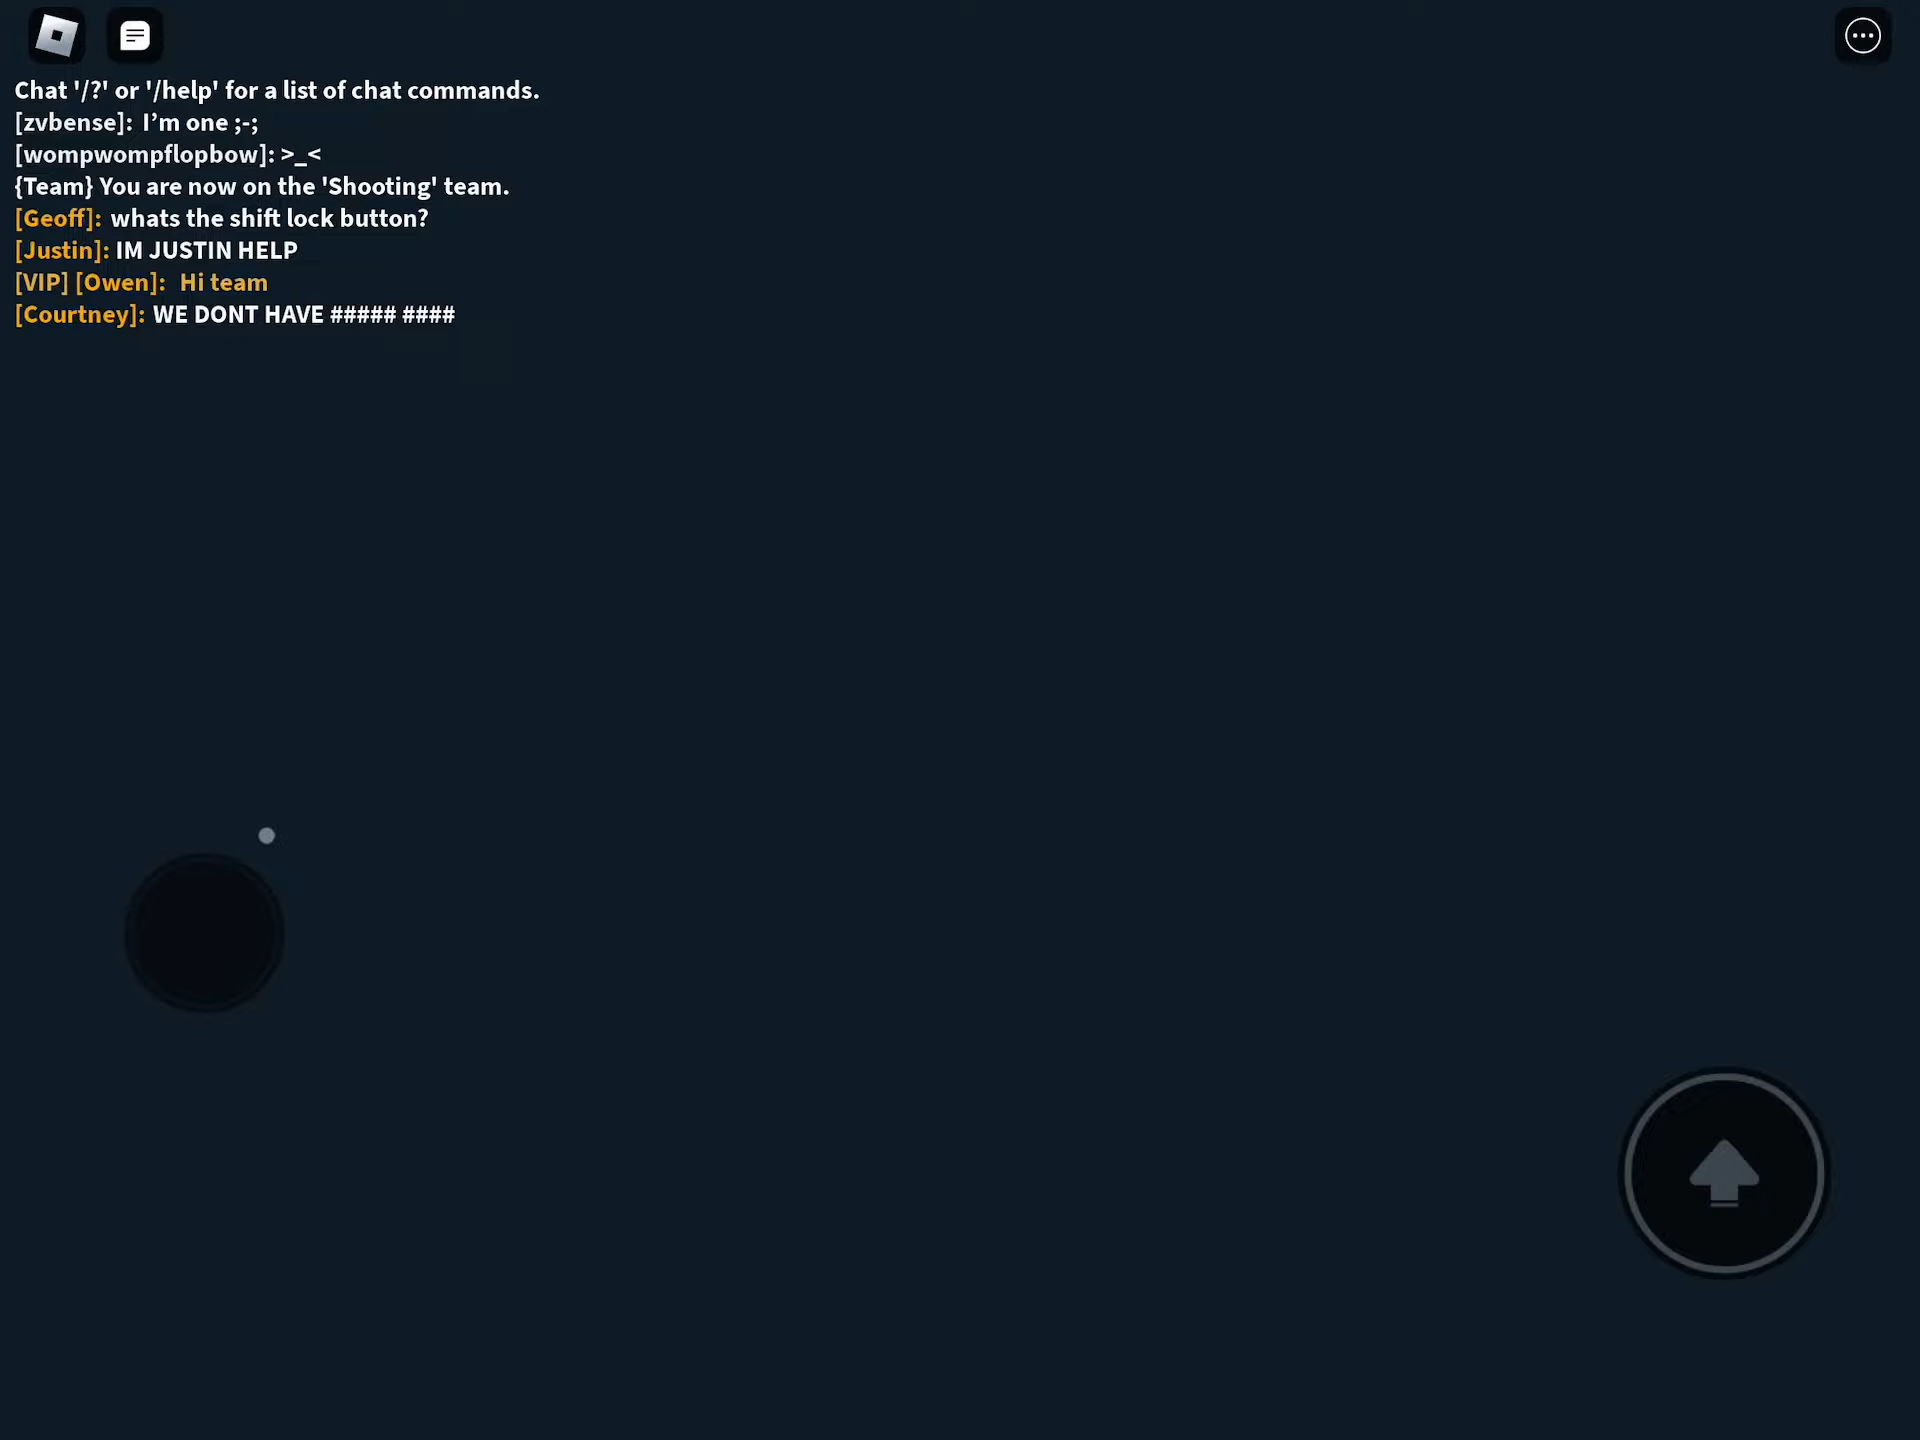 Chat '/?' or '/help' for a list of chat commands.
[zvbense]: I’m one ;-;
[wompwompflopbow]: >_<
{Team} You are now on the 'Shooting' team.
[Geoff]: whats the shift lock button?
[Justin]: IM JUSTIN HELP
[VIP] [Owen]: Hi team
[Courtney]: WE DONT HAVE ##### ####